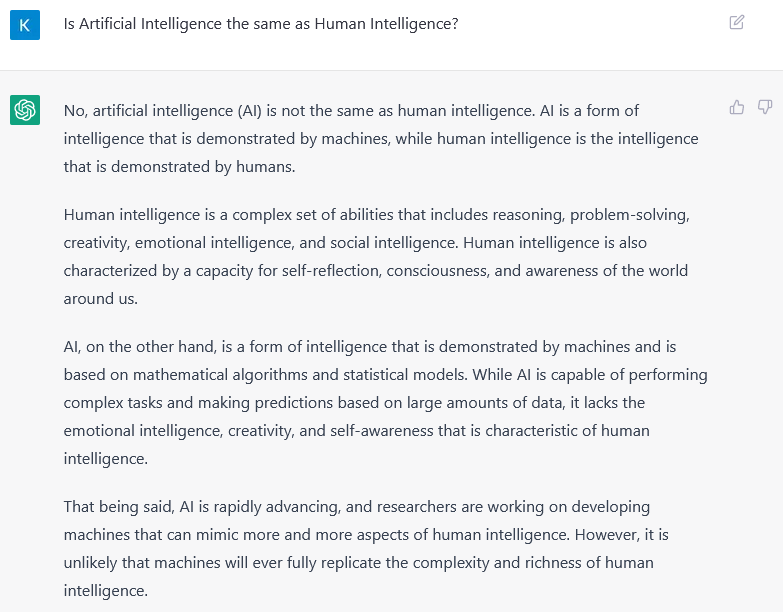 K
Is Artificial Intelligence the same as Human Intelligence?
No, artificial intelligence (AI) is not the same as human intelligence. AI is a form of
intelligence that is demonstrated by machines, while human intelligence is the intelligence
that is demonstrated by humans.
Human intelligence is a complex set of abilities that includes reasoning, problem-solving,
creativity, emotional intelligence, and social intelligence. Human intelligence is also
characterized by a capacity for self-reflection, consciousness, and awareness of the world
around us.
AI, on the other hand, is a form of intelligence that is demonstrated by machines and is
based on mathematical algorithms and statistical models. While AI is capable of performing
complex tasks and making predictions based on large amounts of data, it lacks the
emotional intelligence, creativity, and self-awareness that is characteristic of human
intelligence.
That being said, AI is rapidly advancing, and researchers are working on developing
machines that can mimic more and more aspects of human intelligence. However, it is
unlikely that machines will ever fully replicate the complexity and richness of human
intelligence.